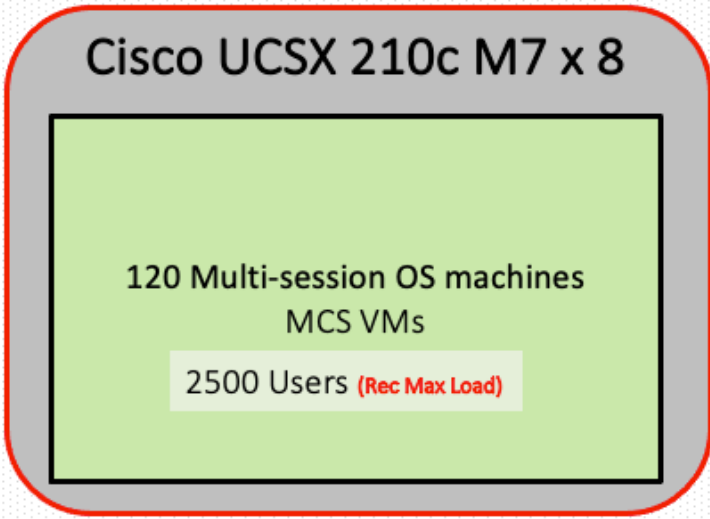 Cisco UCSX 210c M7 x 8
120 Multi-session OS machines
MCS VMs
2500 Users (Rec Max Load)